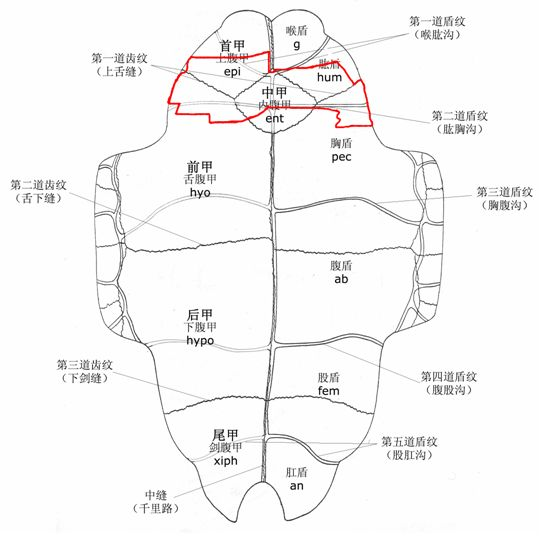 第一道盾纹
（喉肱沟）
喉盾
g
首甲
上腹甲
epi
第一道齿纹
（上舌缝）
肱盾
hum
中甲
内腹甲
ent
第二道盾纹
（肱胸沟）
胸盾
pec
前甲
舌腹甲
hyo
第二道齿纹
（舌下缝）
第三道盾纹
（胸腹沟）
腹盾
ab
后甲
下腹甲
hypo
第三道齿纹
（下剑缝）
股盾
fem
第四道盾纹
（腹股沟）
尾甲
剑腹甲
xiph
第五道盾纹
（股肛沟）
肛盾
an
中缝
（千里路）